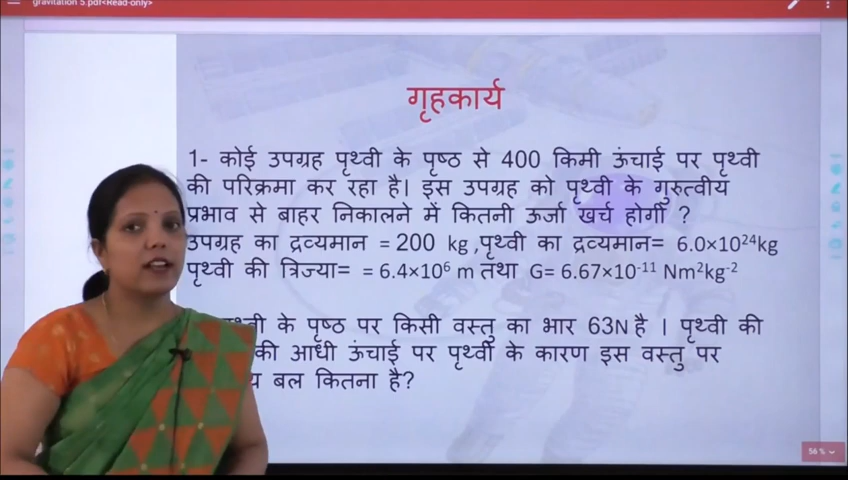 gravitation 5.pdf<Read-only>
गृहकार्य
1- कोई उपग्रह पृथ्वी के पृष्ठ से 400 किमी ऊंचाई पर पृथ्वी
की परिक्रमा कर रहा है। इस उपग्रह को पृथ्वी के गुरुत्वीय
प्रभाव से बाहर निकालने में कितनी ऊर्जा खर्च होगी ?
उपग्रह का द्रव्यमान = 200 kg ,पृथ्वी का द्रव्यमान= 6.0×10²⁴kg
पृथ्वी की त्रिज्या= = 6.4×10⁶ m तथा G= 6.67×10⁻¹¹ Nm²kg⁻²
के पृष्ठ पर किसी वस्तु का भार 63N है । पृथ्वी की
की आधी ऊंचाई पर पृथ्वी के कारण इस वस्तु पर
बल कितना है?
56 %